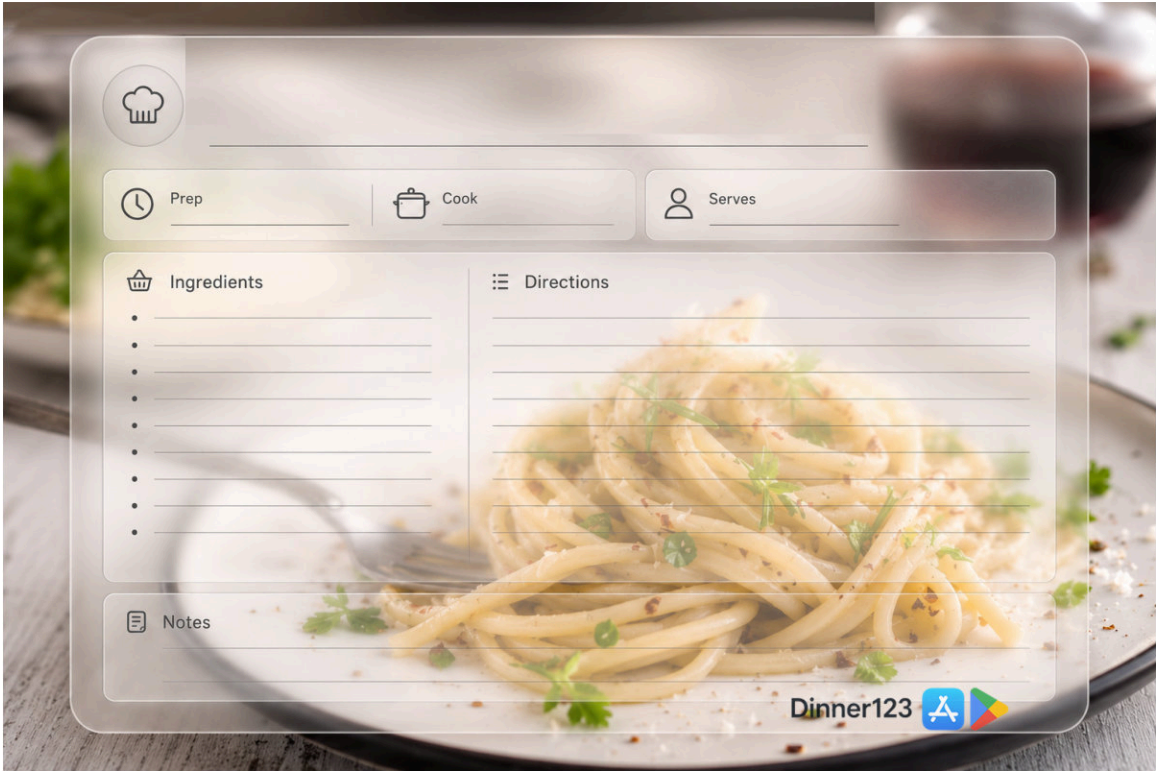 Prep
Cook
Serves
Ingredients
Directions
Notes
Dinner123